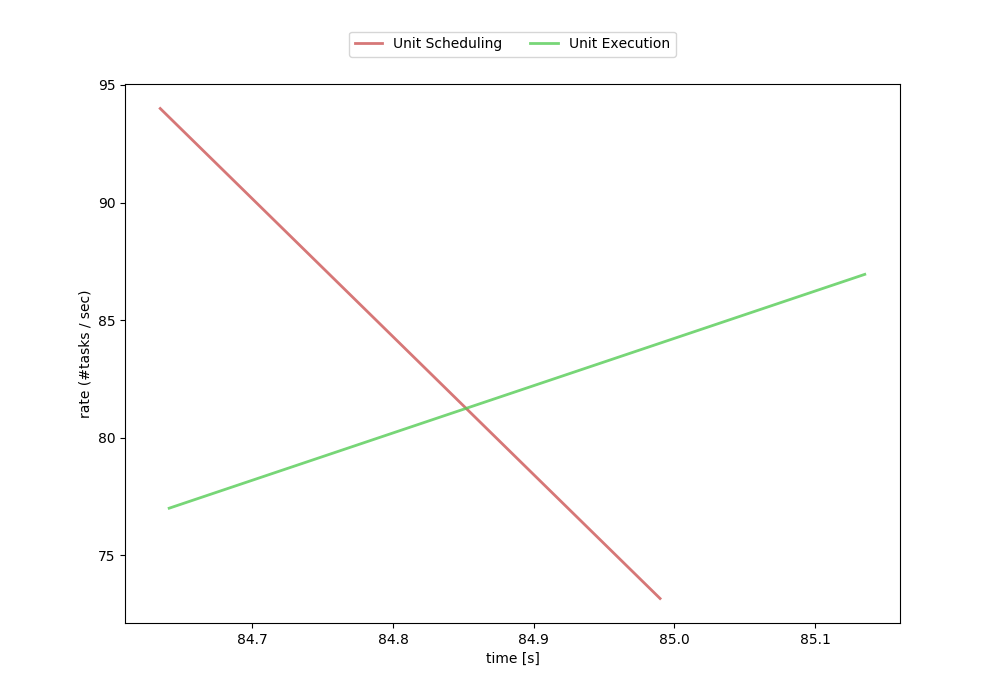 Unit Scheduling Unit Execution
95
90
85
80
75
rate (#tasks / sec)
84.7 84.8 84.9 85.0 85.1
time [s]